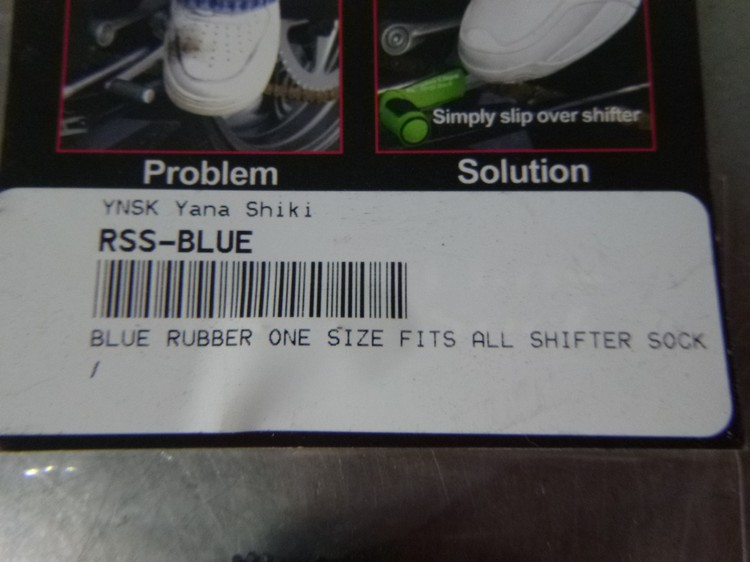 Simply slip over shifter
Problem
Solution
YNSK Yana Shiki
RSS-BLUE
BLUE RUBBER ONE SIZE FITS ALL SHIFTER SOCK
/